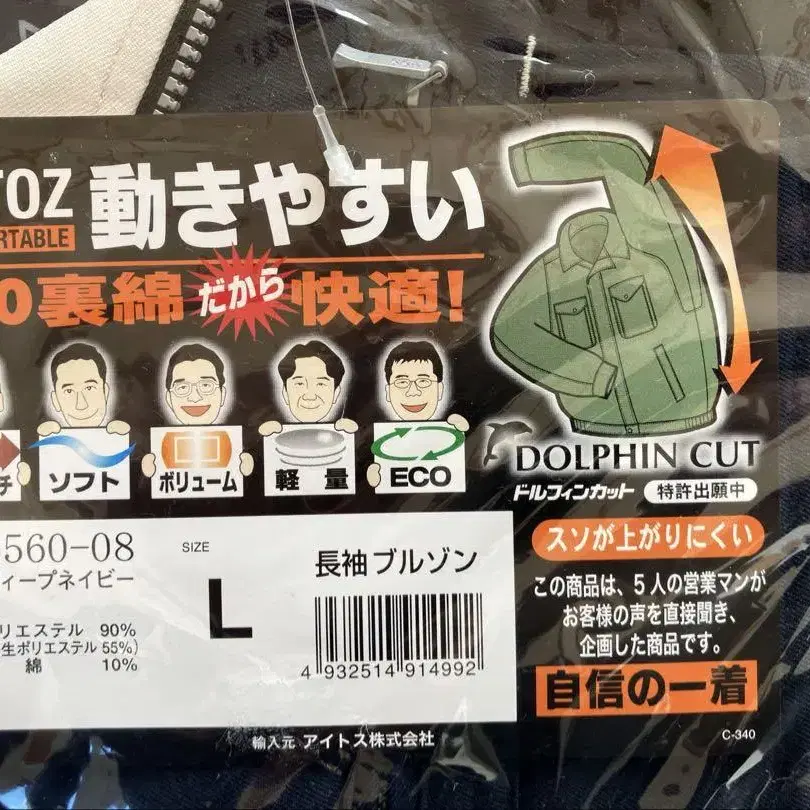 TOZ
RTABLE
動きやすい
0裏綿だから快適!
チ
ソフト
ボリューム
軽量
ECO
DOLPHIN CUT
ドルフィンカット 特許出願中
スソが上がりにくい
この商品は、5人の営業マンが
お客様の声を直接聞き、
企画した商品です。
自信の一着
560-08
ィープネイビー
SIZE
L
長袖ブルゾン
リエステル 90%
生ポリエステル 55%)
綿 10%
4 932514 914992
輸入元 アイトス株式会社
C-340